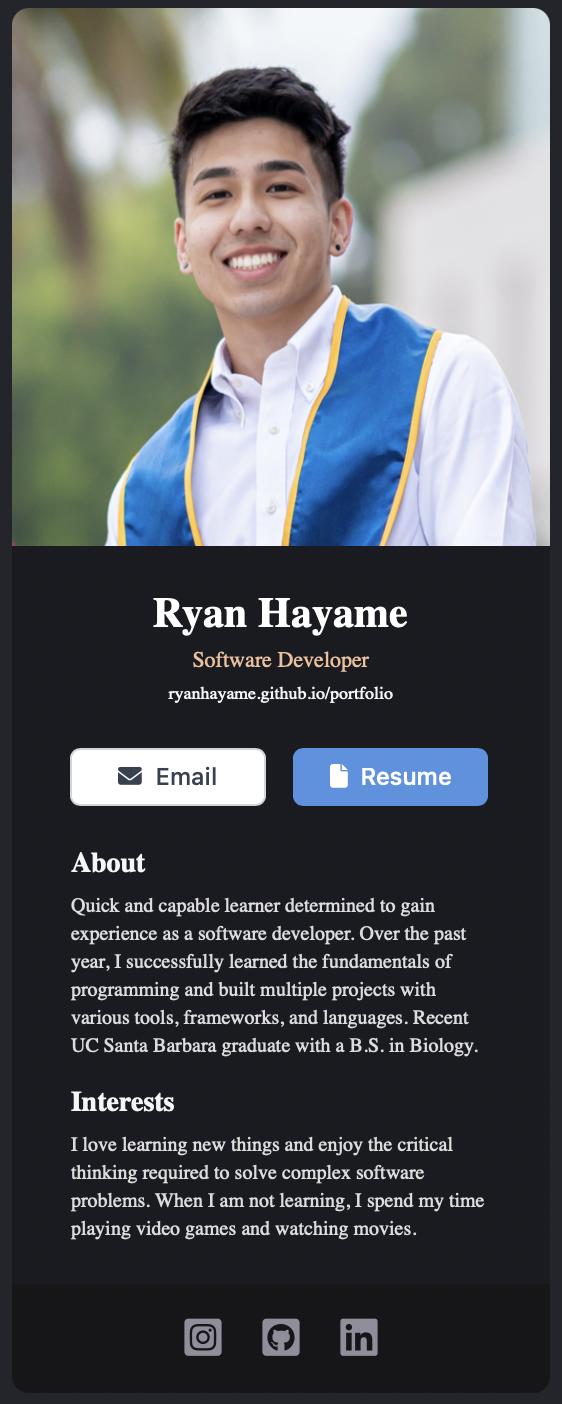 Ryan Hayame
Software Developer
ryanhayame.github.io/portfolio
Email
Resume
About
Quick and capable learner determined to gain
experience as a software developer. Over the past
year, I successfully learned the fundamentals of
programming and built multiple projects with
various tools, frameworks, and languages. Recent
UC Santa Barbara graduate with a B.S. in Biology.
Interests
I love learning new things and enjoy the critical
thinking required to solve complex software
problems. When I am not learning, I spend my time
playing video games and watching movies.
in